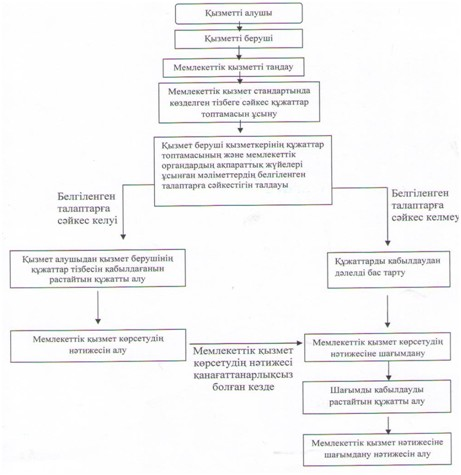 Қызметті алушы
Қызметті беруші
Мемлекеттік қызметті таңдау
Мемлекеттік қызмет стандартында
көзделген тізбеге сәйкес құжаттар
топтамасын ұсыну
Қызмет беруші қызметкерінің құжаттар
топтамасының және мемлекеттік
органдардың ақпараттық жүйелері
ұсынған мәліметтердің белгіленген
талаптарға сәйкестігін талдауы
Белгіленген
талаптарға
сәйкес келуі
Белгіленген
талаптарға
сәйкес келмеу
Қызмет алушыдан қызмет берушінің
құжаттар тізбесін қабылдағанын
растайтын құжатты алу
Құжаттарды қабылдаудан
дәлелді бас тарту
Мемлекеттік қызмет көрсетудің
нәтижесін алу
Мемлекеттік қызмет
көрсетудің нәтижесі
қанағаттанарлықсыз
болған кезде
Мемлекеттік қызмет көрсетудің
нәтижесіне шағымдану
Шағымды қабылдауды
растайтын құжатты алу
Мемлекеттік қызмет нәтижесіне
шағымдану нәтижесін алу